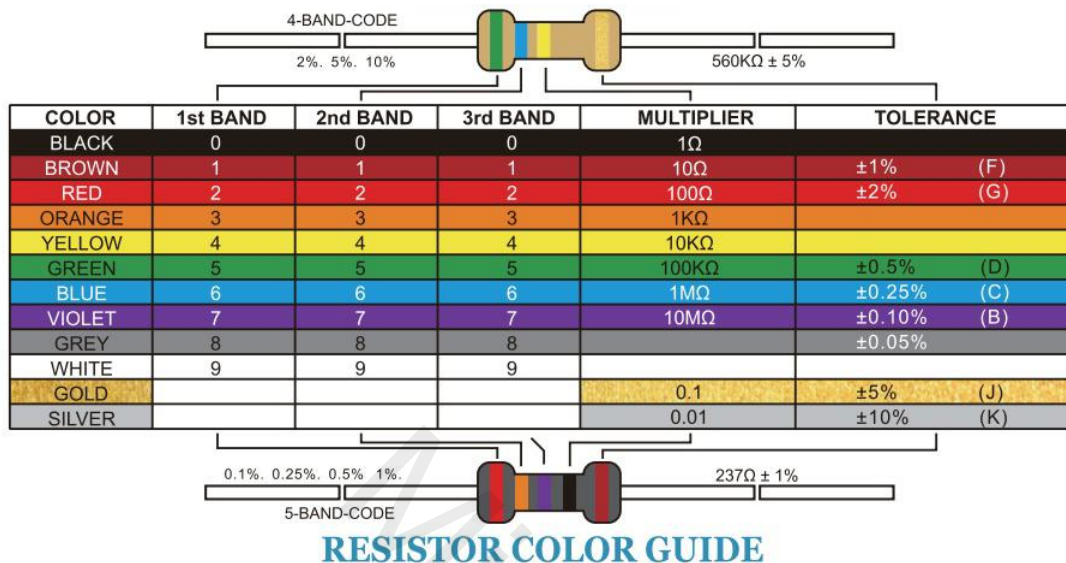 4-BAND-CODE
2%. 5%. 10%
560KΩ ± 5%
COLOR 1st BAND 2nd BAND 3rd BAND MULTIPLIER TOLERANCE
BLACK 0 0 0 1Ω
BROWN 1 1 1 10Ω ±1% (F)
RED 2 2 2 100Ω ±2% (G)
ORANGE 3 3 3 1KΩ
YELLOW 4 4 4 10KΩ
GREEN 5 5 5 100KΩ ±0.5% (D)
BLUE 6 6 6 1MΩ ±0.25% (C)
VIOLET 7 7 7 10MΩ ±0.10% (B)
GREY 8 8 8 ±0.05%
WHITE 9 9 9
GOLD 0.1 ±5% (J)
SILVER 0.01 ±10% (K)
0.1%. 0.25%. 0.5% 1%.
237Ω ± 1%
5-BAND-CODE
RESISTOR COLOR GUIDE